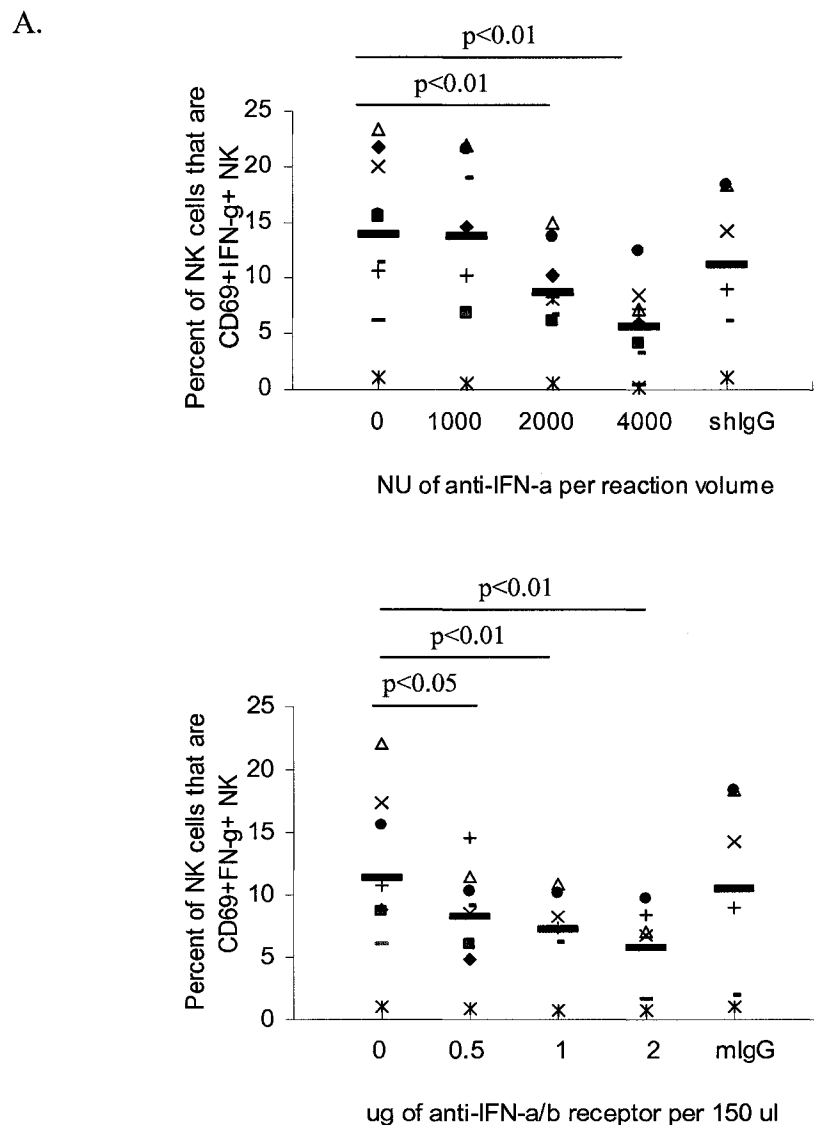 A.
p<0.01
p<0.01
Percent of NK cells that are
CD69+IFN-g+ NK
25
20
15
10
5
0
0 1000 2000 4000 shIgG
NU of anti-IFN-a per reaction volume
p<0.01
p<0.01
p<0.05
Percent of NK cells that are
CD69+FN-g+ NK
25
20
15
10
5
0
0 0.5 1 2 mIgG
ug of anti-IFN-a/b receptor per 150 ul